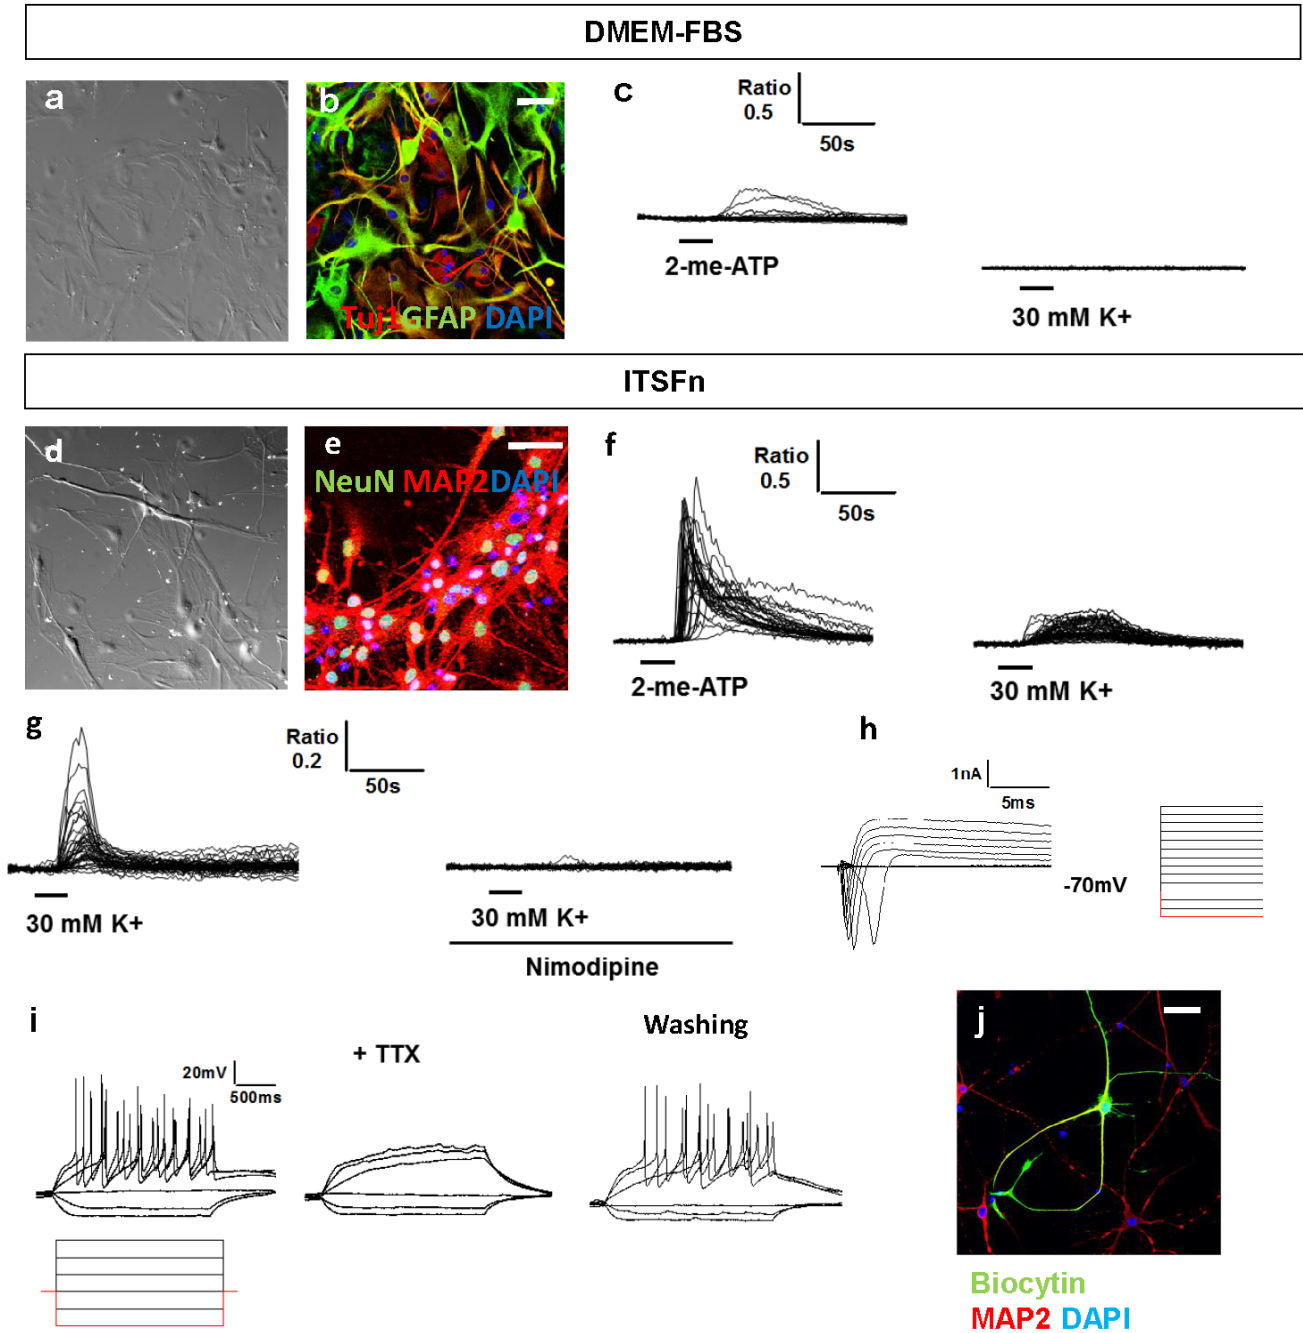 DMEM-FBS
a
b
Tuj1GFAP DAPI
c
Ratio
0.5
50s
2-me-ATP
30 mM K+
ITSFn
d
e
NeuN MAP2DAPI
f
Ratio
0.5
50s
2-me-ATP
30 mM K+
g
Ratio
0.2
50s
30 mM K+
30 mM K+
Nimodipine
h
1nA
5ms
-70mV
i
20mV
500ms
+ TTX
Washing
j
Biocytin
MAP2 DAPI